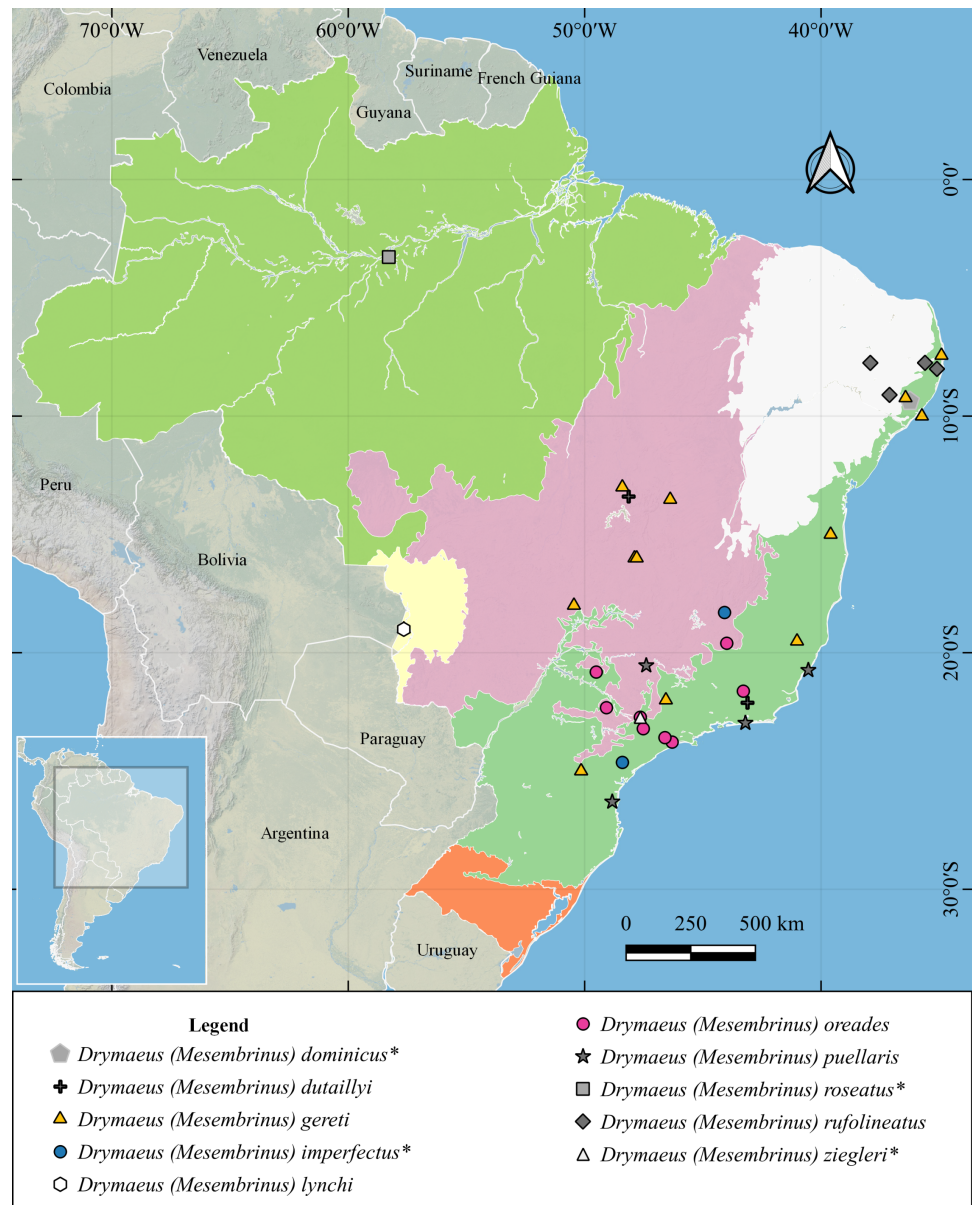 70°0'W 60°0'W 50°0'W 40°0'W
Venezuela
Colombia
Suriname
French Guiana
Guyana
0°0'
10°0'S
Peru
Bolivia
20°0'S
Paraguay
Argentina
30°0'S
0 250 500 km
Uruguay
Legend
Drymaeus (Mesembrinus) dominicus*
Drymaeus (Mesembrinus) dutaillyi
Drymaeus (Mesembrinus) gereti
Drymaeus (Mesembrinus) imperfectus*
Drymaeus (Mesembrinus) lynchi
Drymaeus (Mesembrinus) oreades
Drymaeus (Mesembrinus) puellaris
Drymaeus (Mesembrinus) roseatus*
Drymaeus (Mesembrinus) rufolineatus
Drymaeus (Mesembrinus) ziegleri*